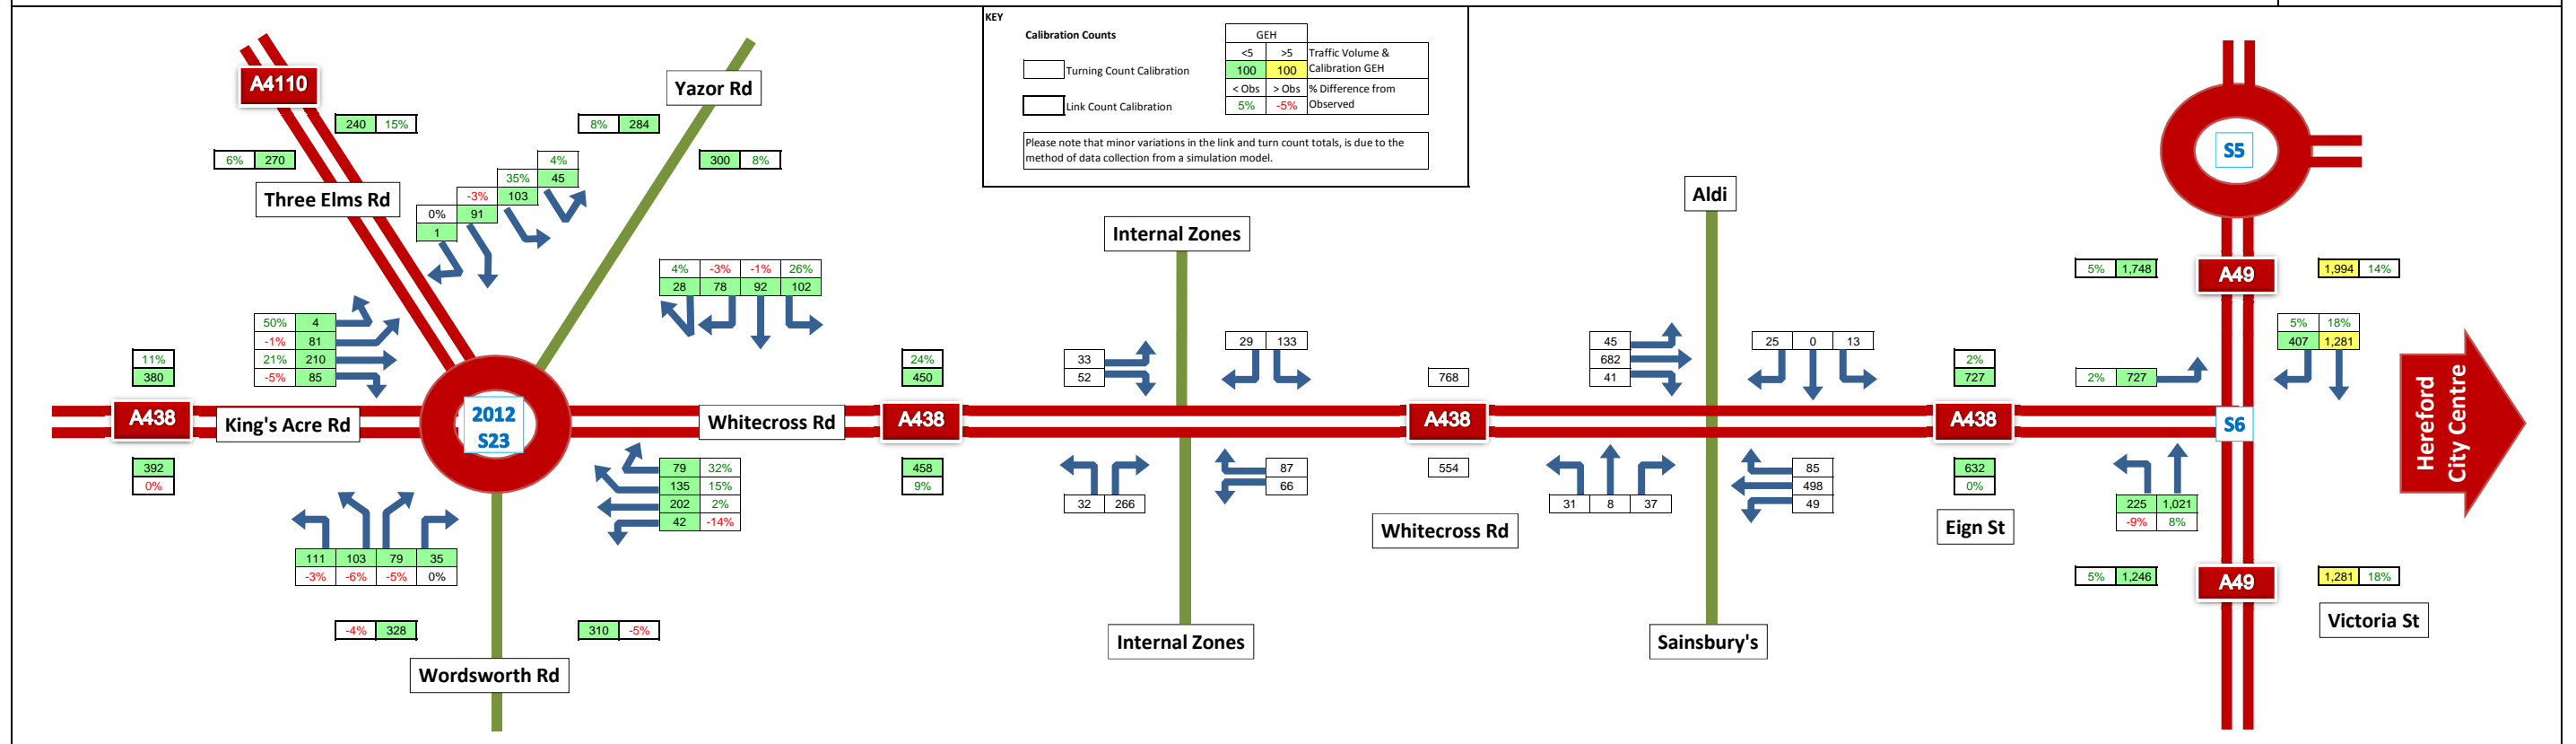 KEY
Calibration Counts
GEH
<5 >5 Traffic Volume &
Turning Count Calibration
100 100 Calibration GEH
< Obs > Obs % Difference from
Link Count Calibration
5% -5% Observed
Please note that minor variations in the link and turn count totals, is due to the
method of data collection from a simulation model.
A4110
240 15%
6% 270
Three Elms Rd
Yazor Rd
8% 284
300 8%
4%
35% 45
-3% 103
0% 91
1
4% -3% -1% 26%
28 78 92 102
50% 4
-1% 81
21% 210
-5% 85
11%
380
A438
King's Acre Rd
392
0%
2012
S23
Whitecross Rd
79 32%
135 15%
202 2%
42 -14%
111 103 79 35
-3% -6% -5% 0%
-4% 328
310 -5%
Wordsworth Rd
24%
450
A438
458
9%
Internal Zones
33
52
29 133
32 266
87
66
Internal Zones
768
A438
554
Whitecross Rd
Aldi
45
682
41
25 0 13
31 8 37
85
498
49
Sainsbury's
2%
727
A438
632
0%
Eign St
S5
5% 1,748
A49
1,994 14%
5% 18%
407 1,281
2% 727
S6
225 1,021
-9% 8%
5% 1,246
A49
1,281 18%
Victoria St
Hereford
City Centre